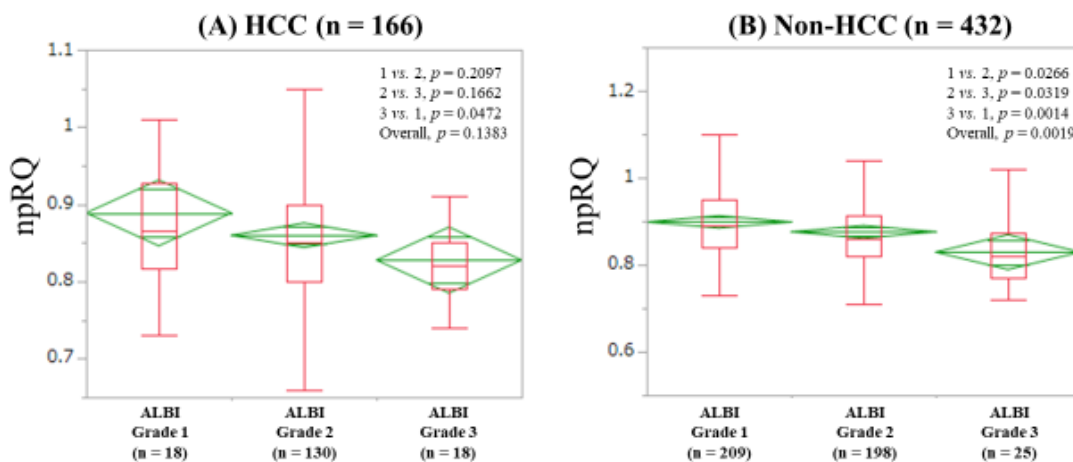 (A) HCC (n = 166)
1.1
1
0.9
0.8
0.7
npRQ
1 vs. 2, p = 0.2097
2 vs. 3, p = 0.1662
3 vs. 1, p = 0.0472
Overall, p = 0.1383
ALBI
Grade 1
(n = 18)
ALBI
Grade 2
(n = 130)
ALBI
Grade 3
(n = 18)
(B) Non-HCC (n = 432)
1.2
1
0.8
0.6
npRQ
1 vs. 2, p = 0.0266
2 vs. 3, p = 0.0319
3 vs. 1, p = 0.0014
Overall, p = 0.0019
ALBI
Grade 1
(n = 209)
ALBI
Grade 2
(n = 198)
ALBI
Grade 3
(n = 25)